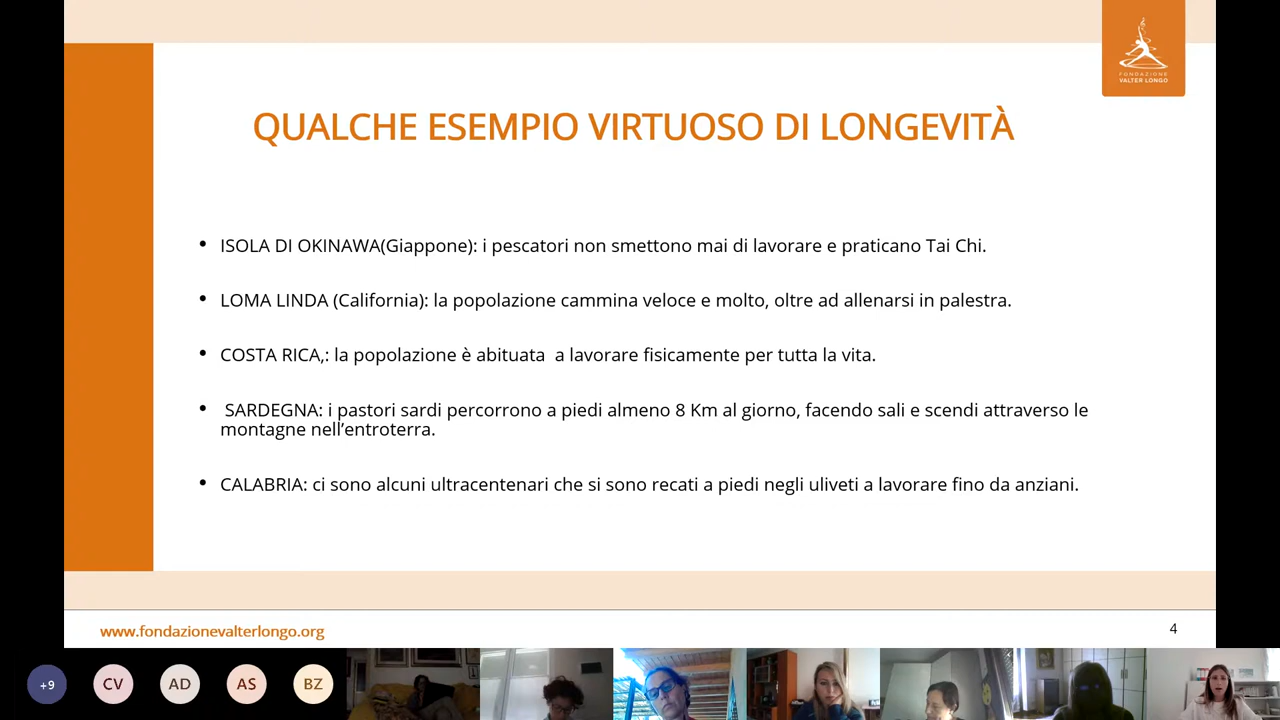 FONDAZIONE
VALTER LONGO
QUALCHE ESEMPIO VIRTUOSO DI LONGEVITÀ
• ISOLA DI OKINAWA(Giappone): i pescatori non smettono mai di lavorare e praticano Tai Chi.
• LOMA LINDA (California): la popolazione cammina veloce e molto, oltre ad allenarsi in palestra.
• COSTA RICA,: la popolazione è abituata  a lavorare fisicamente per tutta la vita.
• SARDEGNA: i pastori sardi percorrono a piedi almeno 8 Km al giorno, facendo sali e scendi attraverso le
montagne nell’entroterra.
• CALABRIA: ci sono alcuni ultracentenari che si sono recati a piedi negli uliveti a lavorare fino da anziani.
www.fondazionevalterlongo.org
4
+9 CV AD AS BZ